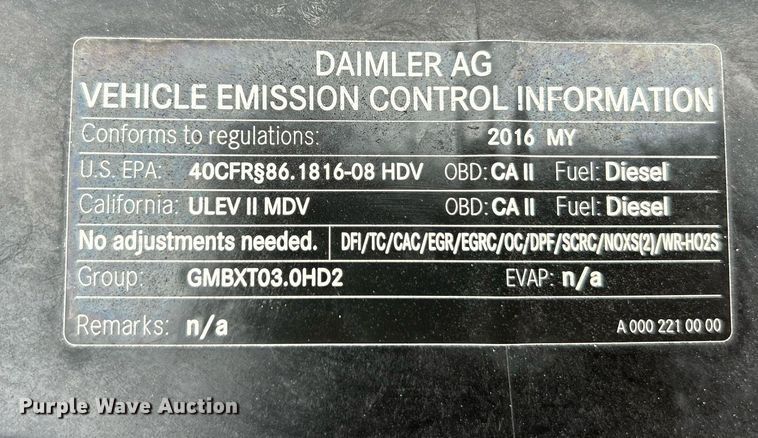 DAIMLER AG
VEHICLE EMISSION CONTROL INFORMATION
Conforms to regulations: 2016 MY
U.S. EPA: 40CFR§86.1816-08 HDV OBD: CA II Fuel: Diesel
California: ULEV II MDV OBD: CA II Fuel: Diesel
No adjustments needed. DFI/TC/CAC/EGR/EGRC/OC/DPF/SCRC/NOXS(2)/WR-HO2S
Group: GMBXT03.0HD2 EVAP: n/a
Remarks: n/a A 000 221 00 00
Purple Wave Auction